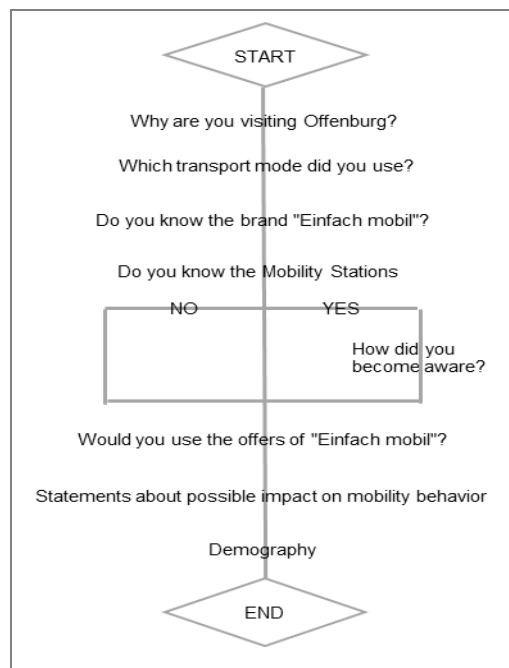 START
Why are you visiting Offenburg?
Which transport mode did you use?
Do you know the brand "Einfach mobil"?
Do you know the Mobility Stations
NO
YES
How did you
become aware?
Would you use the offers of "Einfach mobil"?
Statements about possible impact on mobility behavior
Demography
END